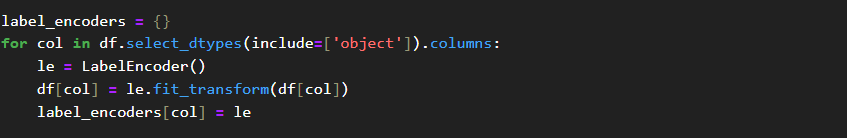 label_encoders = {}
for col in df.select_dtypes(include=['object']).columns:
    le = LabelEncoder()
    df[col] = le.fit_transform(df[col])
    label_encoders[col] = le